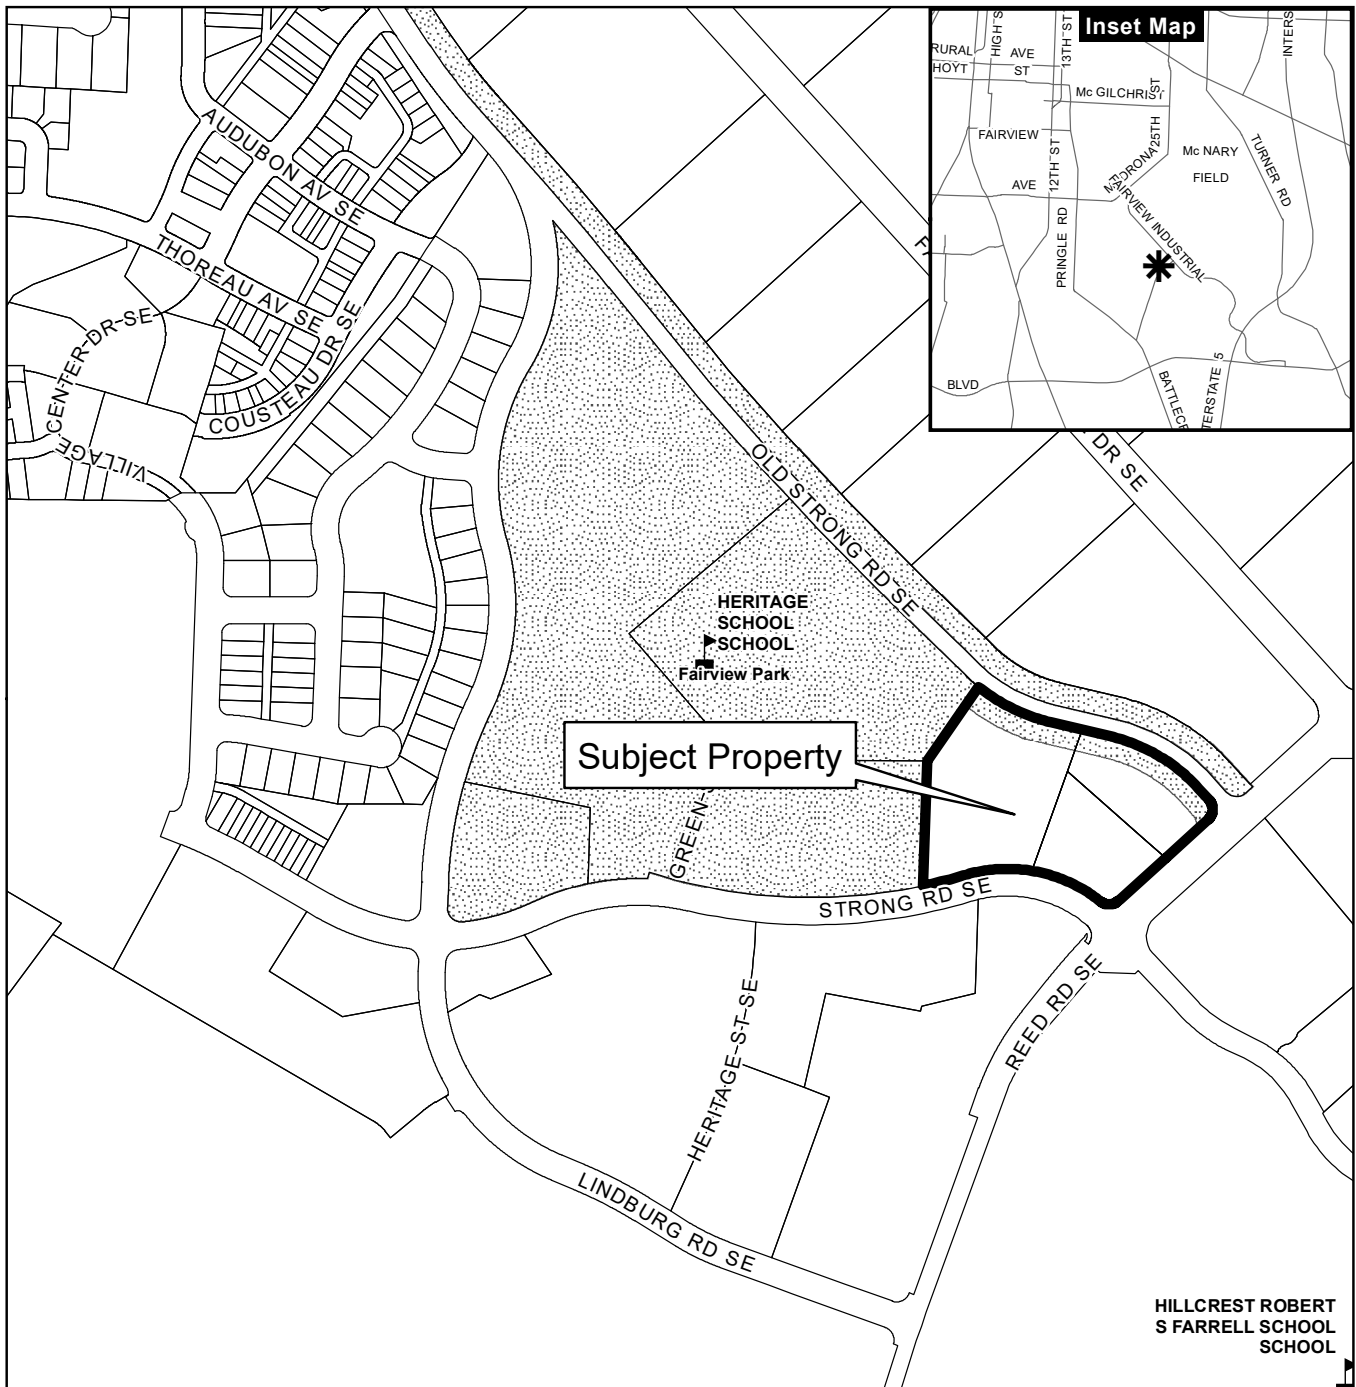 Inset Map
HIGH S
13TH ST
INTERS
RURAL AVE
HOYT ST
Mc GILCHRIST
25TH ST
FAIRVIEW
12TH ST
MADRONA
Mc NARY
FIELD
TURNER RD
AVE
FAIRVIEW INDUSTRIAL
PRINGLE RD
BLVD
BATTLECR
TERSTATE 5
AUDUBON AV SE
THOREAU AV SE
CENTER DR SE
COUSTEAU DR SE
VILLAGE
DR SE
OLD STRONG RD SE
HERITAGE
SCHOOL
SCHOOL
Fairview Park
Subject Property
GREEN
STRONG RD SE
HERITAGE ST SE
REED RD SE
LINDBURG RD SE
HILLCREST ROBERT
S FARRELL SCHOOL
SCHOOL